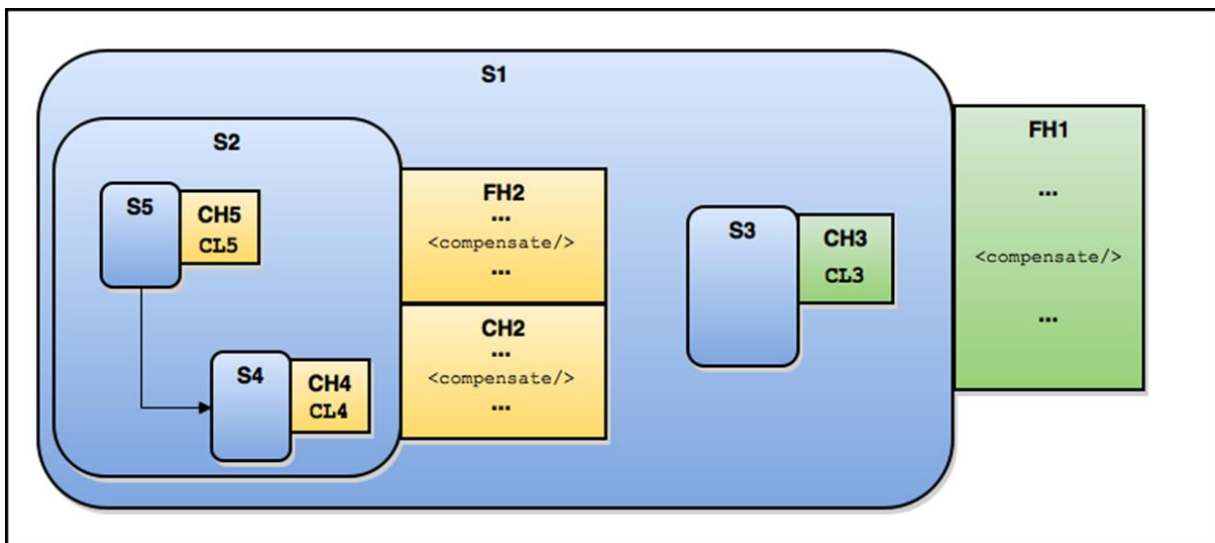 S1
S2
S5
CH5
CL5
S4
CH4
CL4
FH2
...
<compensate/>
...
CH2
...
<compensate/>
...
S3
CH3
CL3
FH1
...
<compensate/>
...